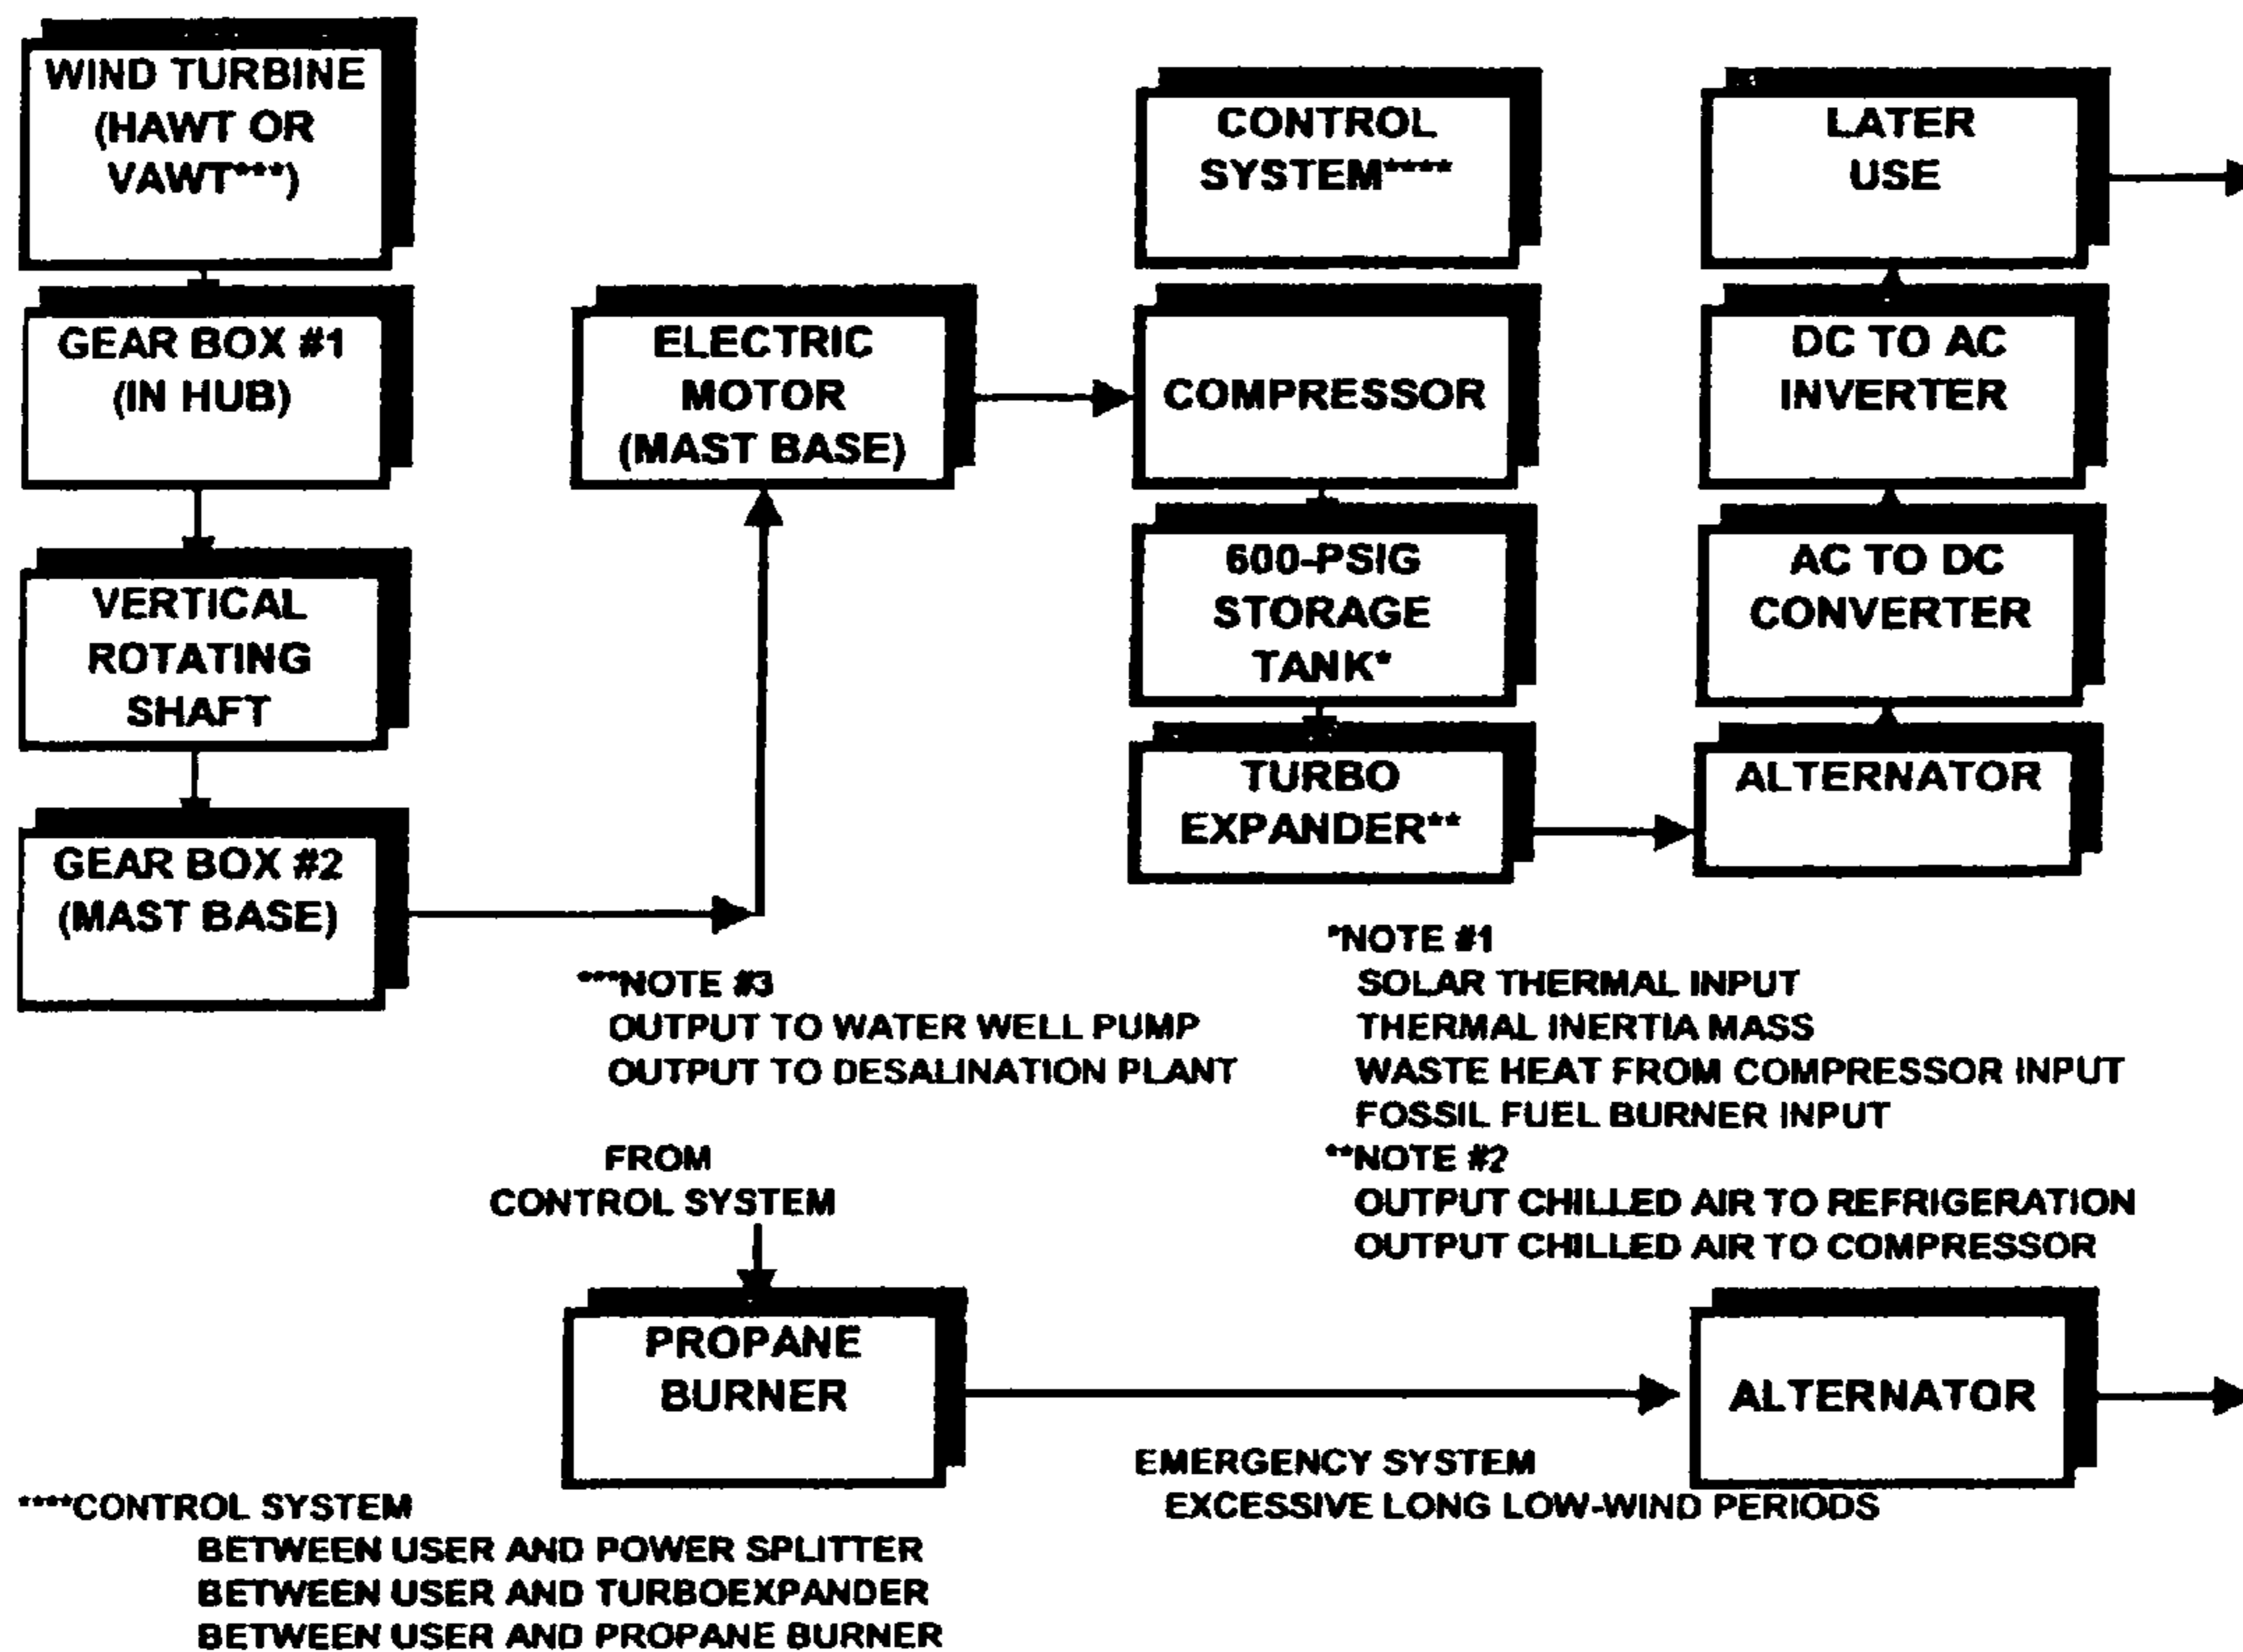 WIND TURBINE
(HAWT OR
VAWT***)
GEAR BOX #1
(IN HUB)
VERTICAL
ROTATING
SHAFT
GEAR BOX #2
(MAST BASE)
ELECTRIC
MOTOR
(MAST BASE)
CONTROL
SYSTEM****
COMPRESSOR
600-PSIG
STORAGE
TANK*
TURBO
EXPANDER**
LATER
USE
DC TO AC
INVERTER
AC TO DC
CONVERTER
ALTERNATOR
***NOTE #3
OUTPUT TO WATER WELL PUMP
OUTPUT TO DESALINATION PLANT
*NOTE #1
SOLAR THERMAL INPUT
THERMAL INERTIA MASS
WASTE HEAT FROM COMPRESSOR INPUT
FOSSIL FUEL BURNER INPUT
**NOTE #2
OUTPUT CHILLED AIR TO REFRIGERATION
OUTPUT CHILLED AIR TO COMPRESSOR
FROM
CONTROL SYSTEM
PROPANE
BURNER
ALTERNATOR
EMERGENCY SYSTEM
EXCESSIVE LONG LOW-WIND PERIODS
****CONTROL SYSTEM
BETWEEN USER AND POWER SPLITTER
BETWEEN USER AND TURBOEXPANDER
BETWEEN USER AND PROPANE BURNER